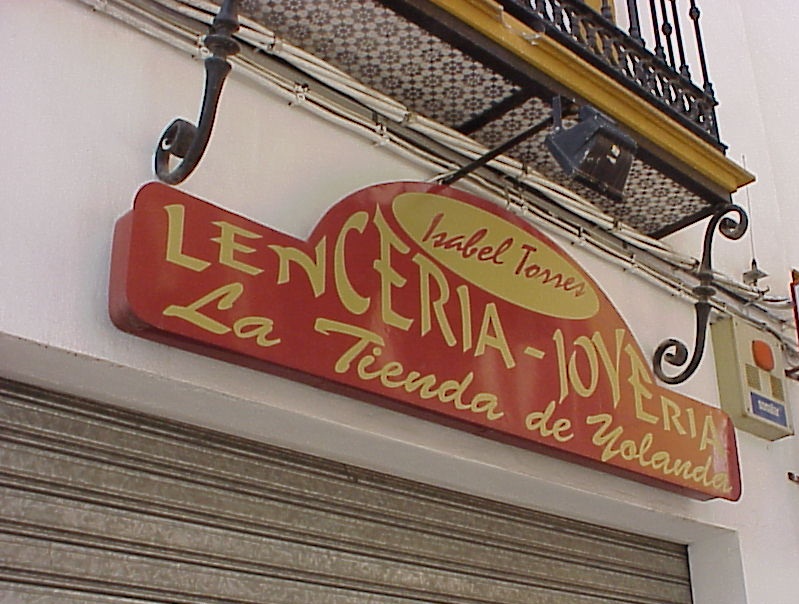 Isabel Torres
LENCERIA - JOYERIA
La Tienda de Yolanda